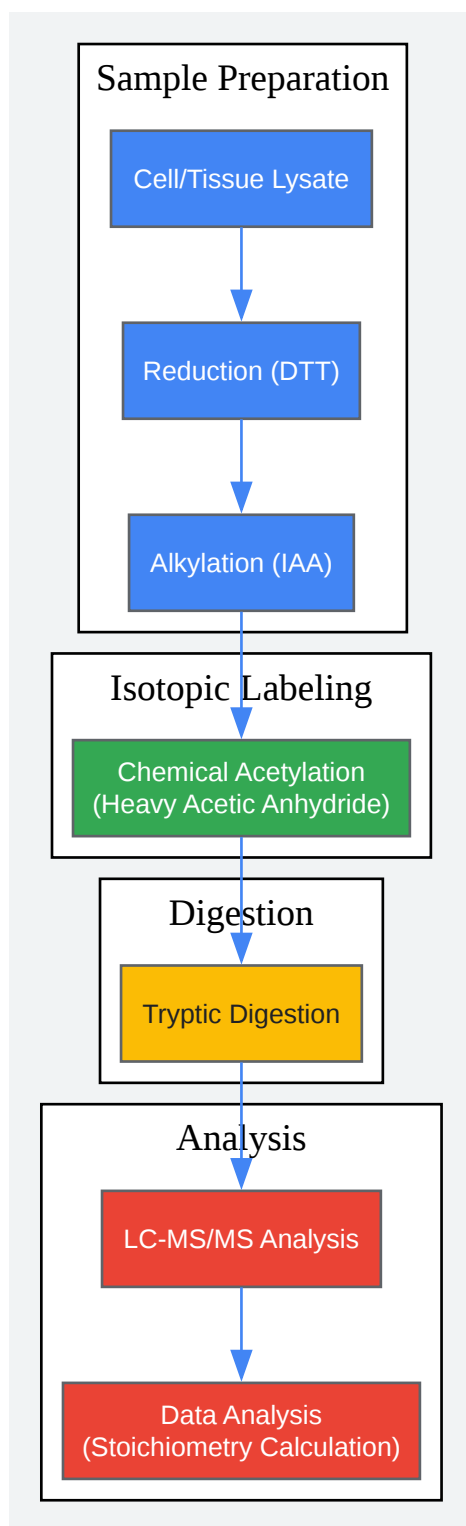 Sample Preparation
Cell/Tissue Lysate
Reduction (DTT)
Alkylation (IAA)
Isotopic Labeling
Chemical Acetylation
(Heavy Acetic Anhydride)
Digestion
Tryptic Digestion
Analysis
LC-MS/MS Analysis
Data Analysis
(Stoichiometry Calculation)